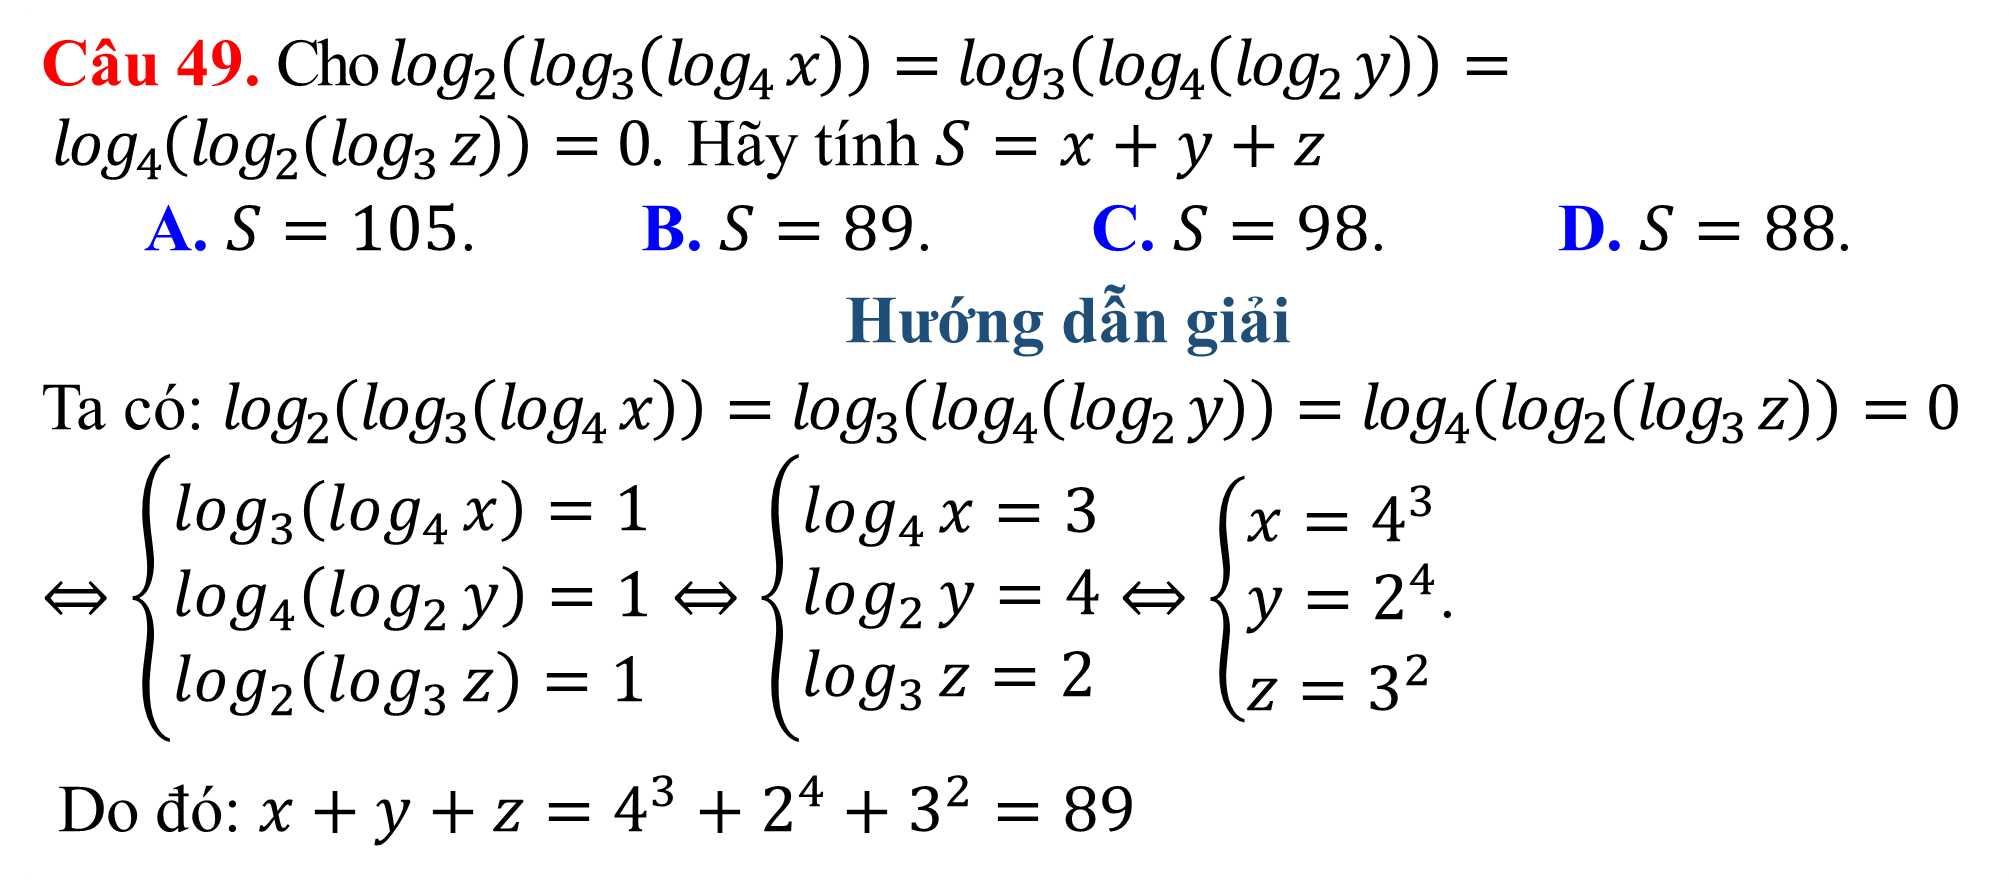 Câu 49. Cho log₂(log₃(log₄ x)) = log₃(log₄(log₂ y)) =
log₄(log₂(log₃ z)) = 0. Hãy tính S = x + y + z
A. S = 105. B. S = 89. C. S = 98. D. S = 88.
Hướng dẫn giải
Ta có: log₂(log₃(log₄ x)) = log₃(log₄(log₂ y)) = log₄(log₂(log₃ z)) = 0
⇔ { log₃(log₄ x) = 1 log₄(log₂ y) = 1 log₂(log₃ z) = 1 ⇔ { log₄ x = 3 log₂ y = 4 log₃ z = 2 ⇔ { x = 4³ y = 2⁴ z = 3² .
Do đó: x + y + z = 4³ + 2⁴ + 3² = 89